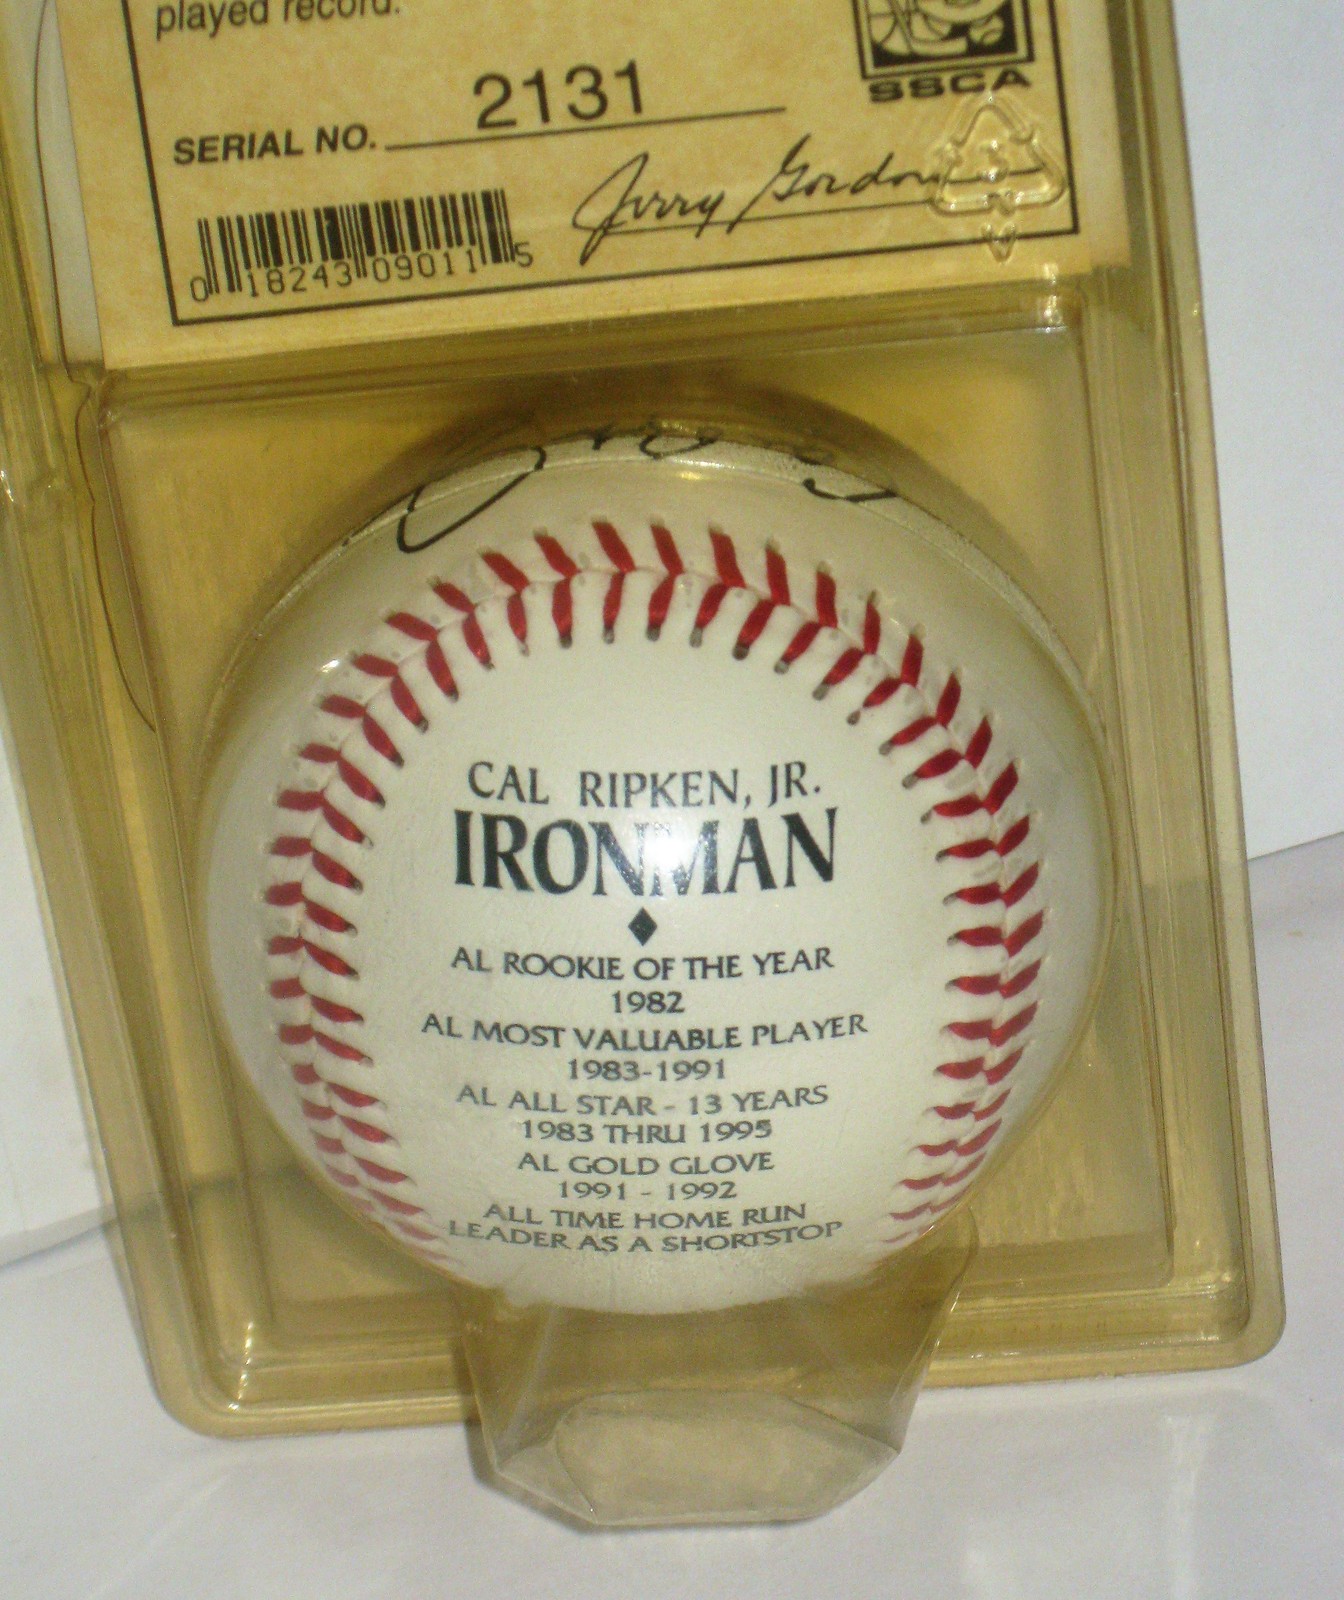 played record.
SSCA
SERIAL NO. 2131
Jerry Gordon
0 18243 09011 5
CAL RIPKEN, JR.
IRONMAN
AL ROOKIE OF THE YEAR
1982
AL MOST VALUABLE PLAYER
1983-1991
AL ALL STAR - 13 YEARS
1983 THRU 1995
AL GOLD GLOVE
1991 - 1992
ALL TIME HOME RUN
LEADER AS A SHORTSTOP